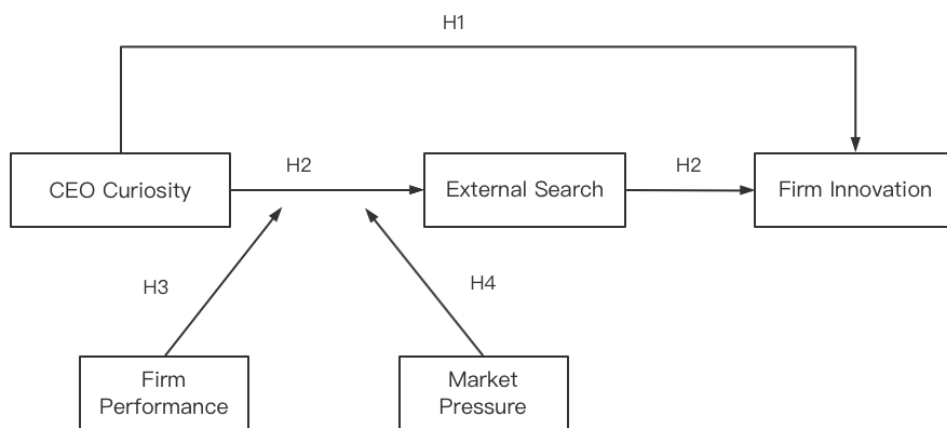 H1
CEO Curiosity
H2
External Search
H2
Firm Innovation
H3
H4
Firm
Performance
Market
Pressure